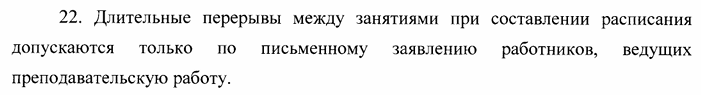 22. Длительные перерывы между занятиями при составлении расписания
допускаются только по письменному заявлению работников, ведущих
преподавательскую работу.